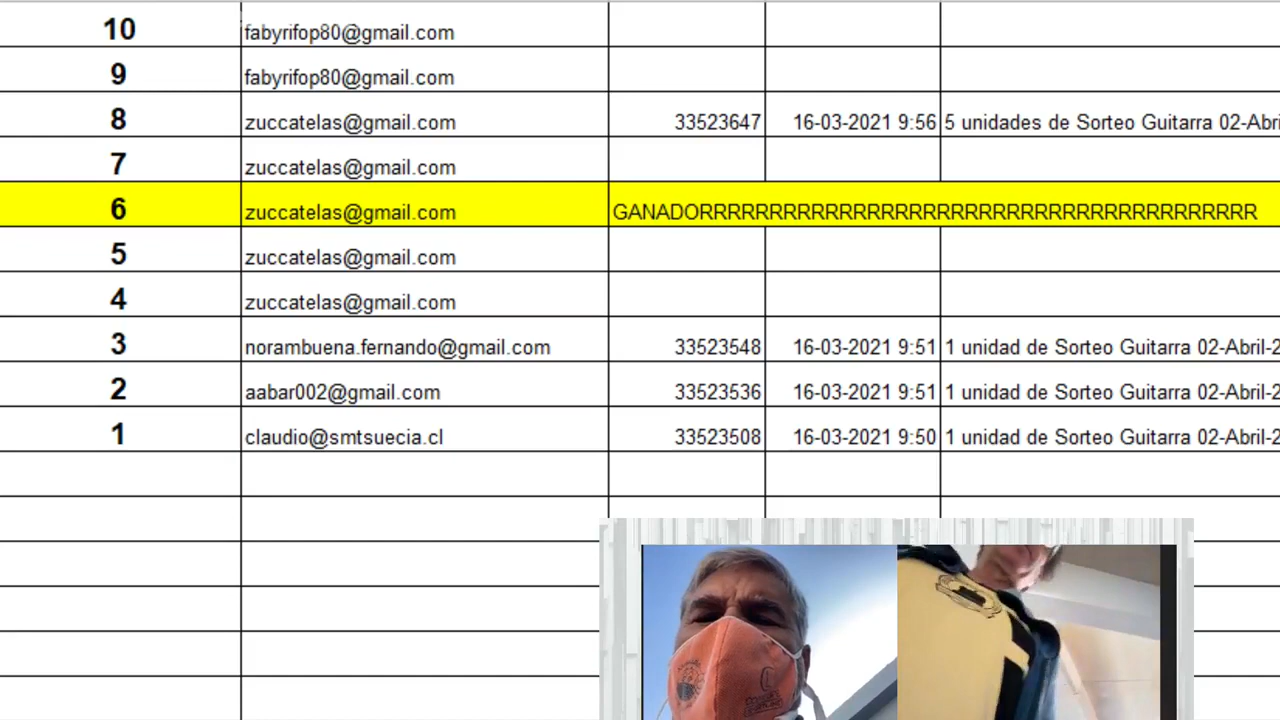 10 fabyrifop80@gmail.com
9 fabyrifop80@gmail.com
8 zuccatelas@gmail.com 33523647 16-03-2021 9:56 5 unidades de Sorteo Guitarra 02-Abri
7 zuccatelas@gmail.com
6 zuccatelas@gmail.com GANADORRRRRRRRRRRRRRRRRRRRRRRRRRRRRRRRRRRRRRRR
5 zuccatelas@gmail.com
4 zuccatelas@gmail.com
3 norambuena.fernando@gmail.com 33523548 16-03-2021 9:51 1 unidad de Sorteo Guitarra 02-Abril-2
2 aabar002@gmail.com 33523536 16-03-2021 9:51 1 unidad de Sorteo Guitarra 02-Abril-2
1 claudio@smtsuecia.cl 33523508 16-03-2021 9:50 1 unidad de Sorteo Guitarra 02-Abril-2